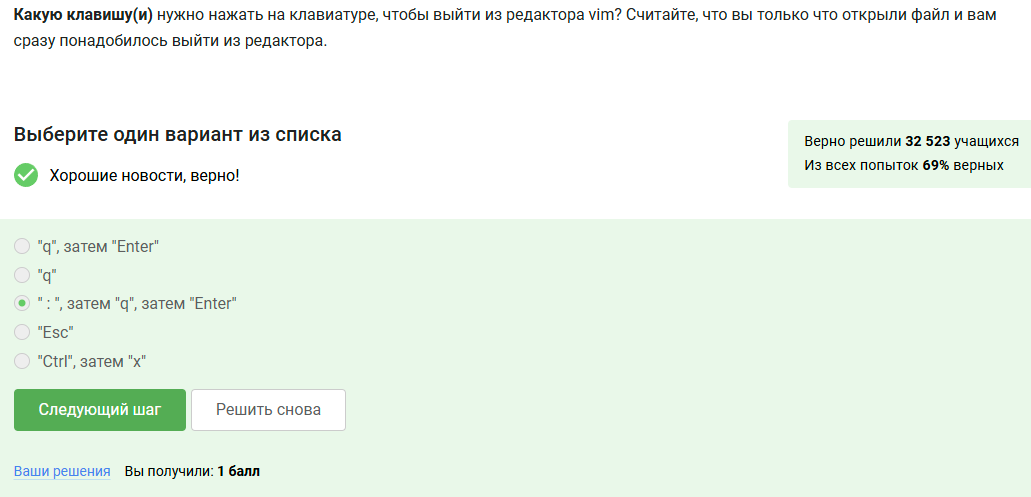 Какую клавишу(и) нужно нажать на клавиатуре, чтобы выйти из редактора vim? Считайте, что вы только что открыли файл и вам
сразу понадобилось выйти из редактора.
Выберите один вариант из списка
Верно решили 32 523 учащихся
Из всех попыток 69% верных
Хорошие новости, верно!
"q", затем "Enter"
"q"
" : ", затем "q", затем "Enter"
"Esc"
"Ctrl", затем "x"
Следующий шаг
Решить снова
Ваши решения
Вы получили: 1 балл